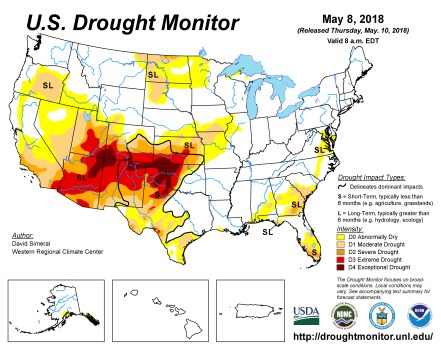 U.S. Drought Monitor
May 8, 2018
(Released Thursday, May. 10, 2018)
Valid 8 a.m. EDT
SL
SL
SL
SL
SL
SL
SL
S
S
Drought Impact Types:
Delineates dominant impacts
S = Short-Term, typically less than
6 months (e.g. agriculture, grasslands)
L = Long-Term, typically greater than
6 months (e.g. hydrology, ecology)
Intensity:
D0 Abnormally Dry
D1 Moderate Drought
D2 Severe Drought
D3 Extreme Drought
D4 Exceptional Drought
Author:
David Simeral
Western Regional Climate Center
The Drought Monitor focuses on broad-
scale conditions. Local conditions may
vary. See accompanying text summary for
forecast statements.
USDA
NDMC
http://droughtmonitor.unl.edu/